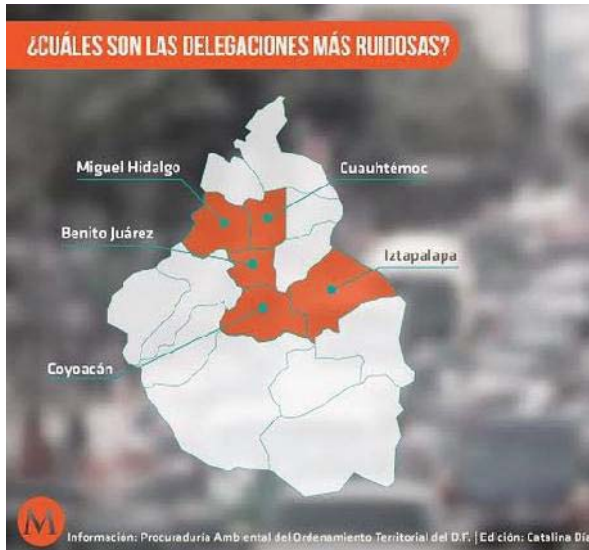 ¿CUÁLES SON LAS DELEGACIONES MÁS RUIDOSAS?
Miguel Hidalgo
Cuauhtémoc
Benito Juárez
Iztapalapa
Coyoacán
M
Información: Procuraduría Ambiental del Ordenamiento Territorial del D.F. | Edición: Catalina Día